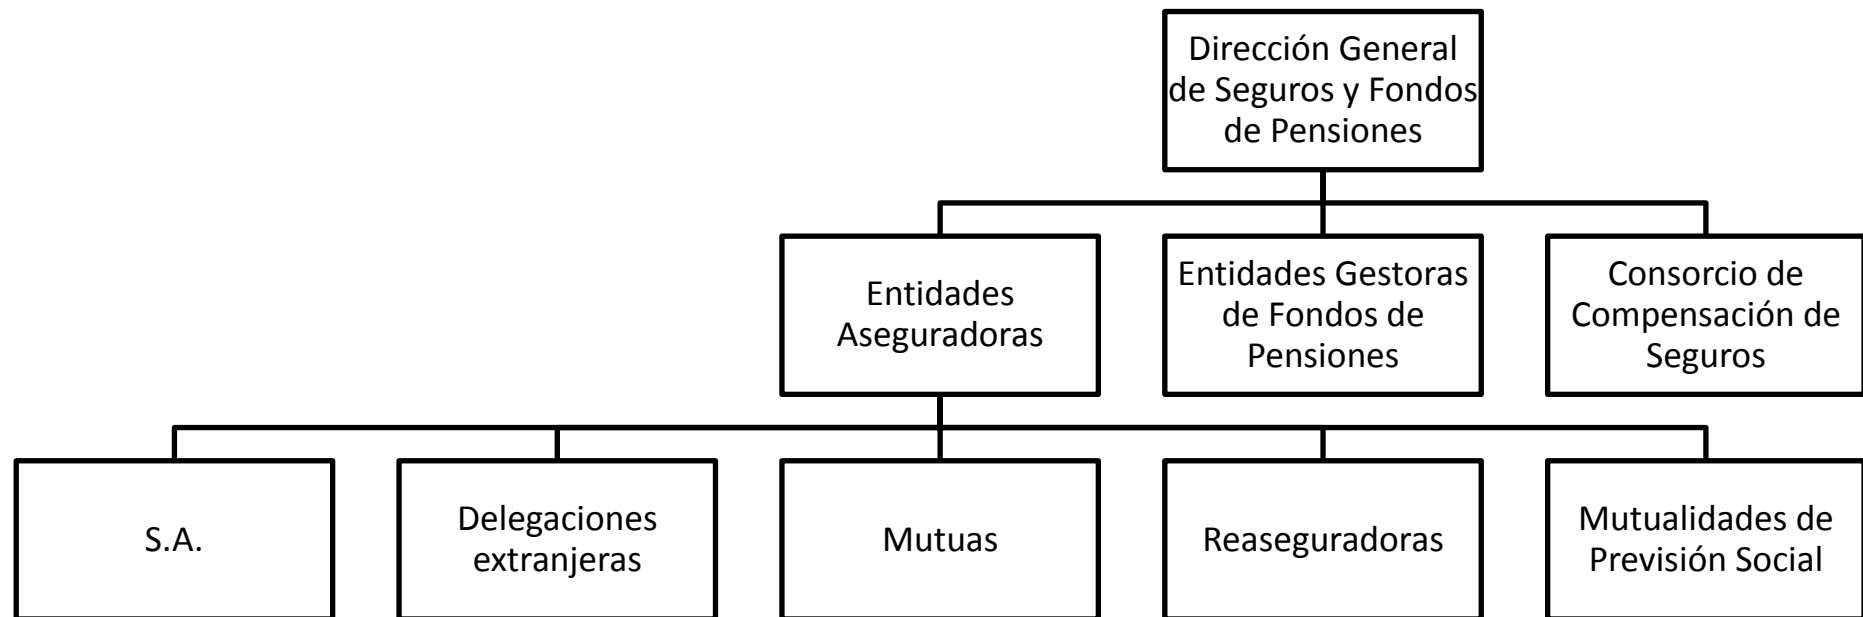 Dirección General
de Seguros y Fondos
de Pensiones
Entidades
Aseguradoras
Entidades Gestoras
de Fondos de
Pensiones
Consorcio de
Compensación de
Seguros
S.A.
Delegaciones
extranjeras
Mutuas
Reaseguradoras
Mutualidades de
Previsión Social